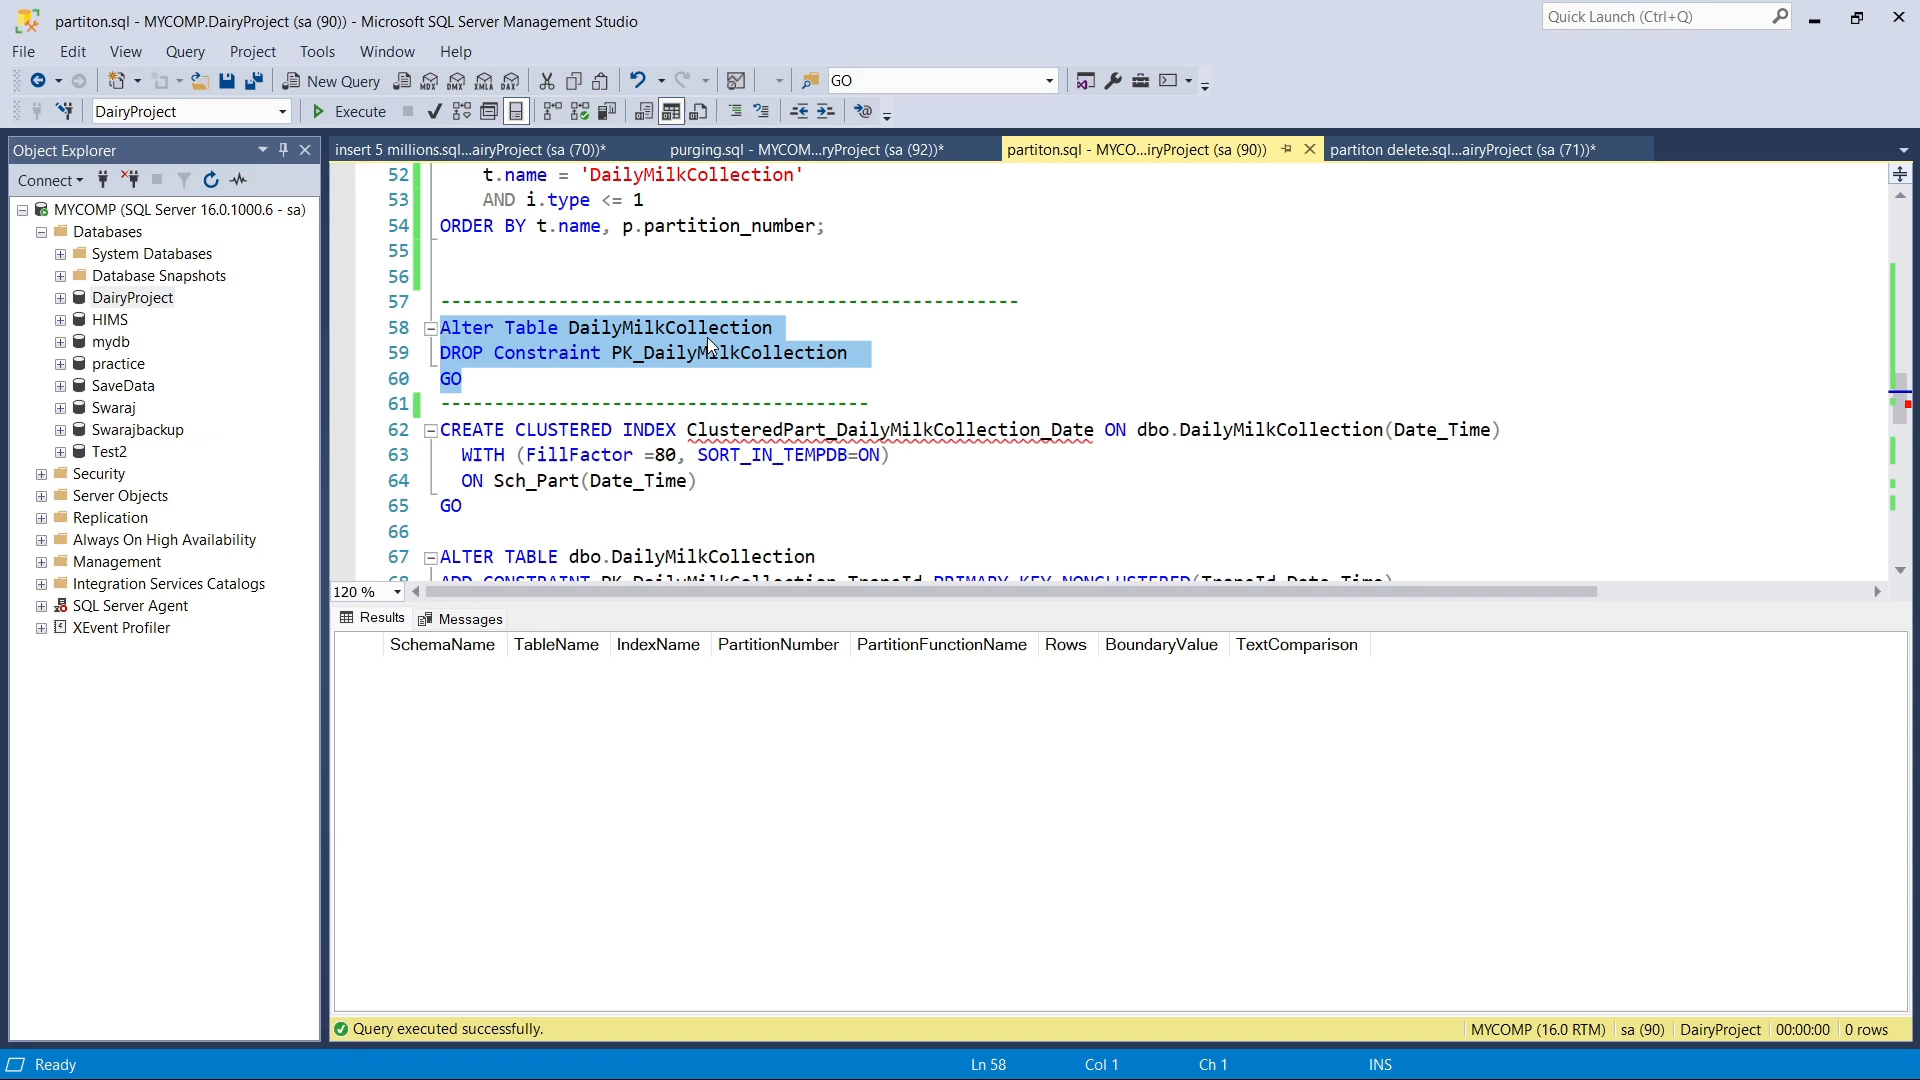 partiton.sql - MYCOMP.DairyProject (sa (90)) - Microsoft SQL Server Management Studio
Quick Launch (Ctrl+Q)
File Edit View Query Project Tools Window Help
New Query MDX DMX XMLA DAX GO
DairyProject Execute
Object Explorer
insert 5 millions.sql...airyProject (sa (70))* purging.sql - MYCOM...ryProject (sa (92))* partiton.sql - MYCO...iryProject (sa (90)) partiton delete.sql...airyProject (sa (71))*
Connect
MYCOMP (SQL Server 16.0.1000.6 - sa)
Databases
System Databases
Database Snapshots
DairyProject
HIMS
mydb
practice
SaveData
Swaraj
Swarajbackup
Test2
Security
Server Objects
Replication
Always On High Availability
Management
Integration Services Catalogs
SQL Server Agent
XEvent Profiler
52 t.name = 'DailyMilkCollection'
53 AND i.type <= 1
54 ORDER BY t.name, p.partition_number;
55
56
57 ------------------------------------------------------
58 Alter Table DailyMilkCollection
59 DROP Constraint PK_DailyMilkCollection
60 GO
61 ----------------------------------------
62 CREATE CLUSTERED INDEX ClusteredPart_DailyMilkCollection_Date ON dbo.DailyMilkCollection(Date_Time)
63 WITH (FillFactor =80, SORT_IN_TEMPDB=ON)
64 ON Sch_Part(Date_Time)
65 GO
66
67 ALTER TABLE dbo.DailyMilkCollection
120 %
Results Messages
SchemaName TableName IndexName PartitionNumber PartitionFunctionName Rows BoundaryValue TextComparison
Query executed successfully. MYCOMP (16.0 RTM) sa (90) DairyProject 00:00:00 0 rows
Ready Ln 58 Col 1 Ch 1 INS